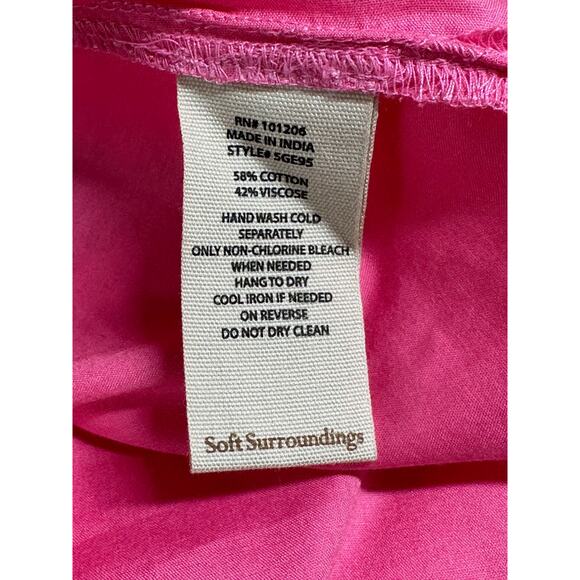 RN# 101206
MADE IN INDIA
STYLE# 5GE95
58% COTTON
42% VISCOSE
HAND WASH COLD
SEPARATELY
ONLY NON-CHLORINE BLEACH
WHEN NEEDED
HANG TO DRY
COOL IRON IF NEEDED
ON REVERSE
DO NOT DRY CLEAN
Soft Surroundings